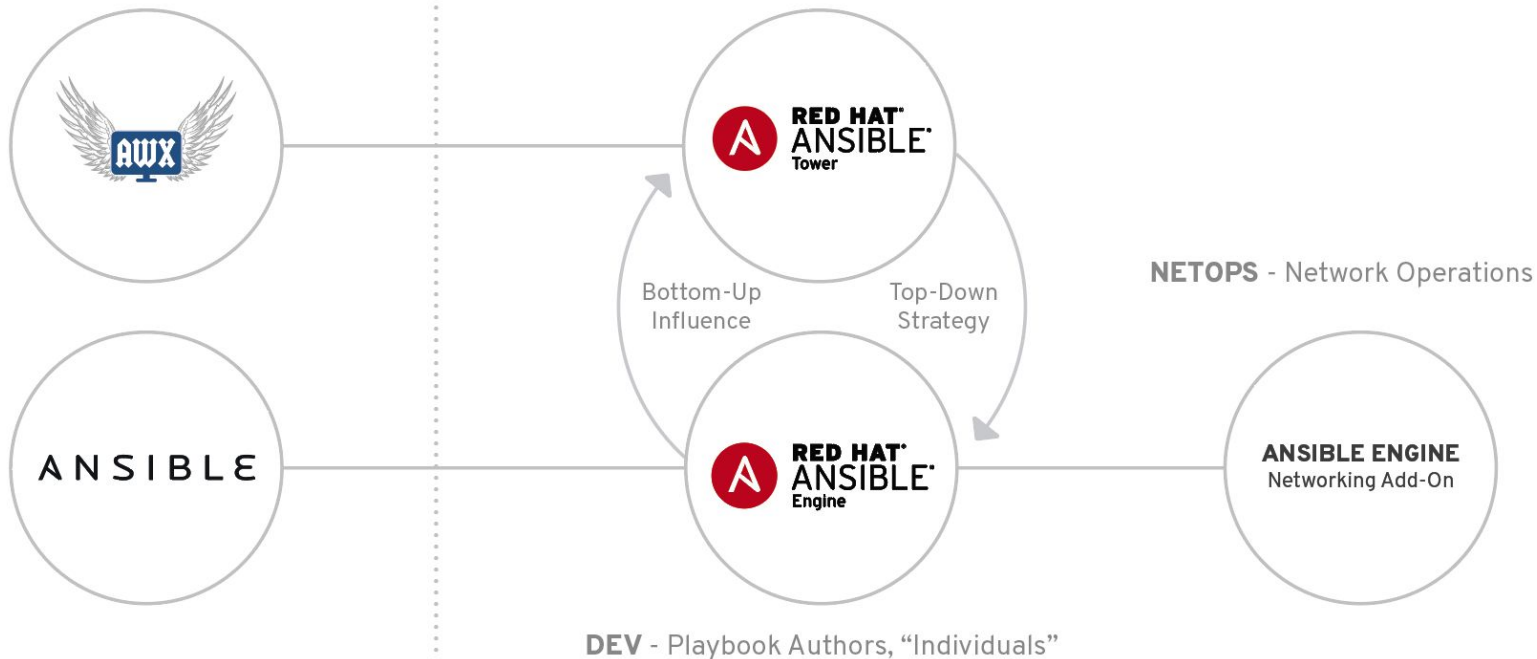 AWX
RED HAT®
ANSIBLE®
Tower
Bottom-Up
Influence
Top-Down
Strategy
NETOPS - Network Operations
ANSIBLE
RED HAT®
ANSIBLE®
Engine
ANSIBLE ENGINE
Networking Add-On
DEV - Playbook Authors, “Individuals”